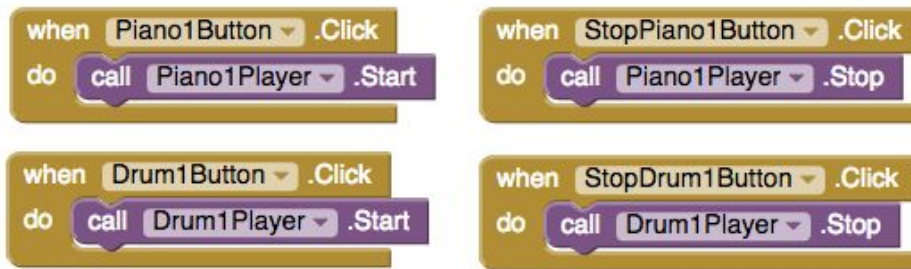 when Piano1Button .Click
do call Piano1Player .Start
when StopPiano1Button .Click
do call Piano1Player .Stop
when Drum1Button .Click
do call Drum1Player .Start
when StopDrum1Button .Click
do call Drum1Player .Stop